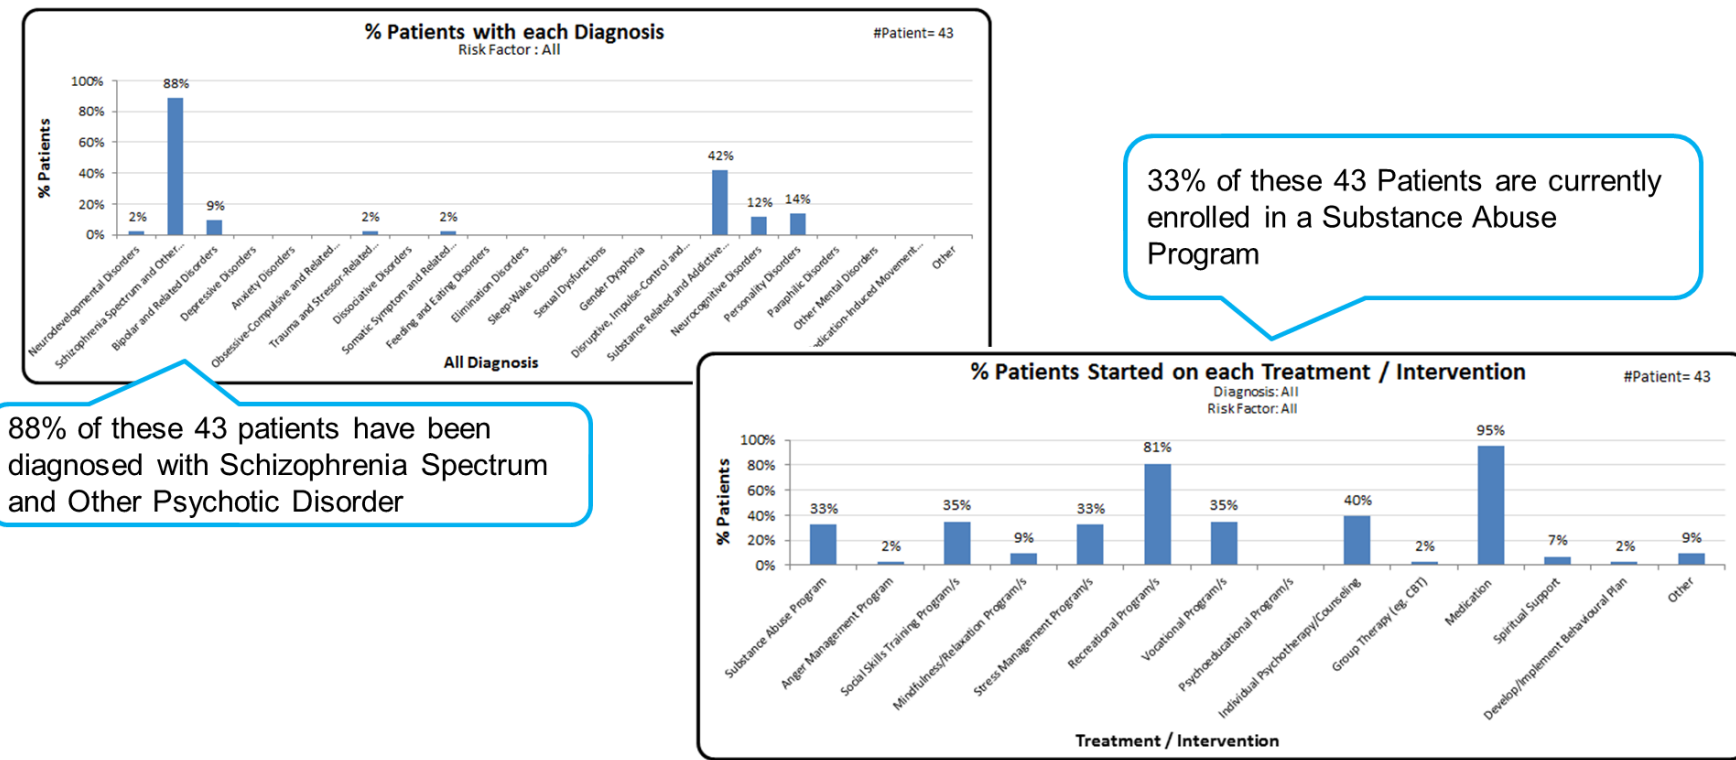 % Patients with each Diagnosis
Risk Factor : All
#Patient= 43
% Patients
100%
80%
60%
40%
20%
0%
2%
88%
9%
2%
2%
42%
12%
14%
Neurodevelopmental Disorders
Schizophrenia Spectrum and Other...
Bipolar and Related Disorders
Depressive Disorders
Anxiety Disorders
Obsessive-Compulsive and Related...
Trauma and Stressor-Related...
Dissociative Disorders
Somatic Symptom and Related...
Feeding and Eating Disorders
Elimination Disorders
Sleep-Wake Disorders
Sexual Dysfunctions
Gender Dysphoria
Disruptive, Impulse-Control and...
Substance Related and Addictive...
Neurocognitive Disorders
Personality Disorders
Paraphilic Disorders
Other Mental Disorders
edication-Induced Movement...
Other
All Diagnosis
88% of these 43 patients have been
diagnosed with Schizophrenia Spectrum
and Other Psychotic Disorder
33% of these 43 Patients are currently
enrolled in a Substance Abuse
Program
% Patients Started on each Treatment / Intervention
Diagnosis: All
Risk Factor: All
#Patient= 43
% Patients
100%
80%
60%
40%
20%
0%
33%
2%
35%
9%
33%
81%
35%
40%
2%
95%
7%
2%
9%
Substance Abuse Program
Anger Management Program
Social Skills Training Program/s
Mindfulness/Relaxation Program/s
Stress Management Program/s
Recreational Program/s
Vocational Program/s
Psychoeducational Program/s
Individual Psychotherapy/Counseling
Group Therapy (eg. CBT)
Medication
Spiritual Support
Develop/Implement Behavioural Plan
Other
Treatment / Intervention